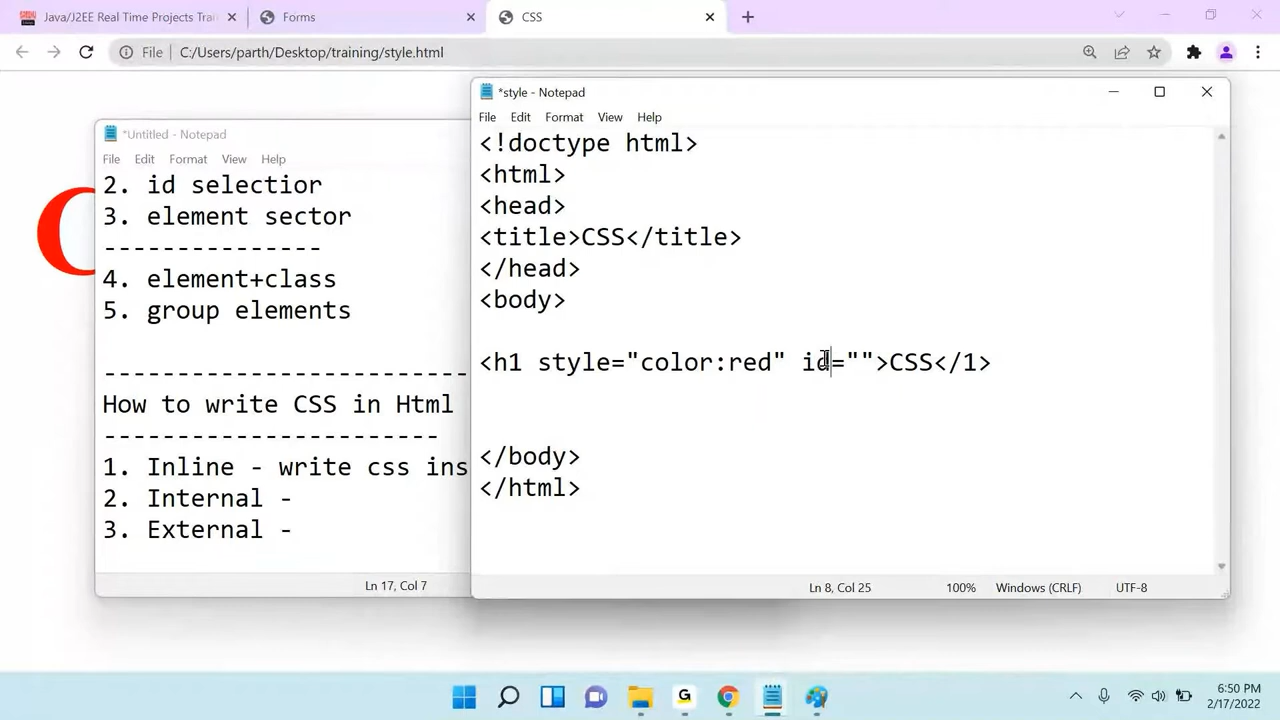 Java/J2EE Real Time Projects Trai
Forms
CSS
File
C:/Users/parth/Desktop/training/style.html
*Untitled - Notepad
File Edit Format View Help
2. id selectior
3. element sector
---------------
4. element+class
5. group elements
-------------------------
How to write CSS in Html
-----------------------
1. Inline - write css ins
2. Internal -
3. External -
Ln 17, Col 7
*style - Notepad
File Edit Format View Help
<!doctype html>
<html>
<head>
<title>CSS</title>
</head>
<body>
<h1 style="color:red" id="">CSS</1>
</body>
</html>
Ln 8, Col 25
100%
Windows (CRLF)
UTF-8
G
6:50 PM
2/17/2022